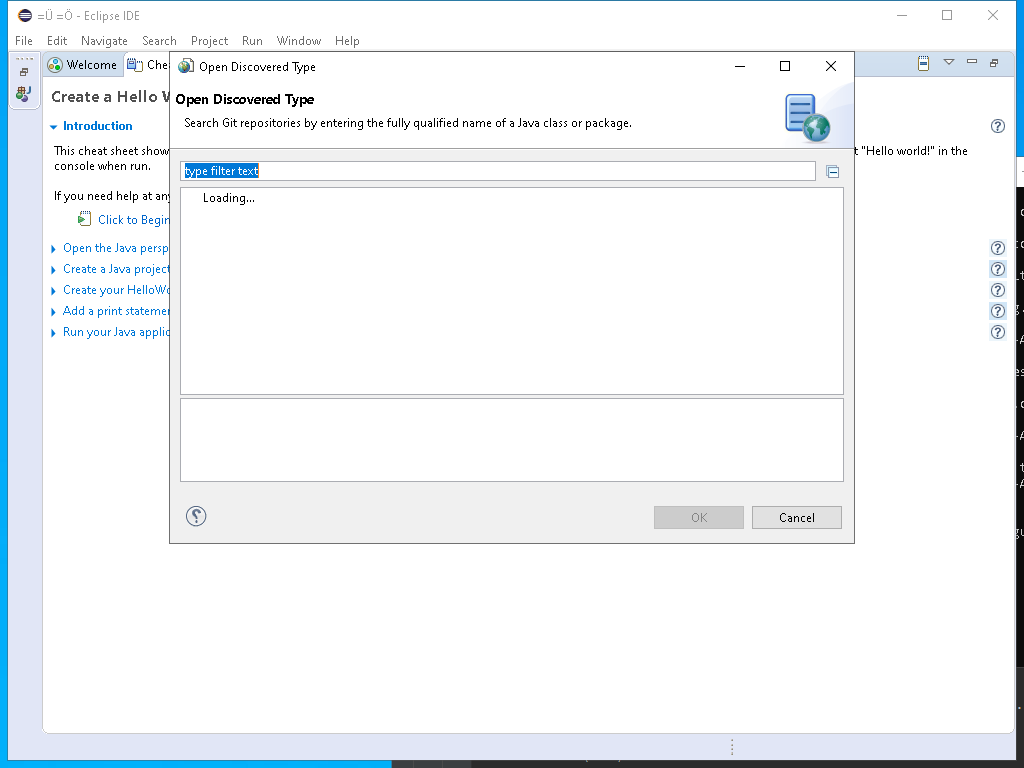 =Ü =Ö - Eclipse IDE
File Edit Navigate Search Project Run Window Help
Welcome
Open Discovered Type
Create a Hello
Open Discovered Type
Search Git repositories by entering the fully qualified name of a Java class or package.
Introduction
This cheat sheet show
"Hello world!" in the
console when run.
type filter text
If you need help at any
Loading...
Click to Begin
Open the Java persp
Create a Java project
Create your HelloWo
Add a print statemen
Run your Java applic
OK
Cancel